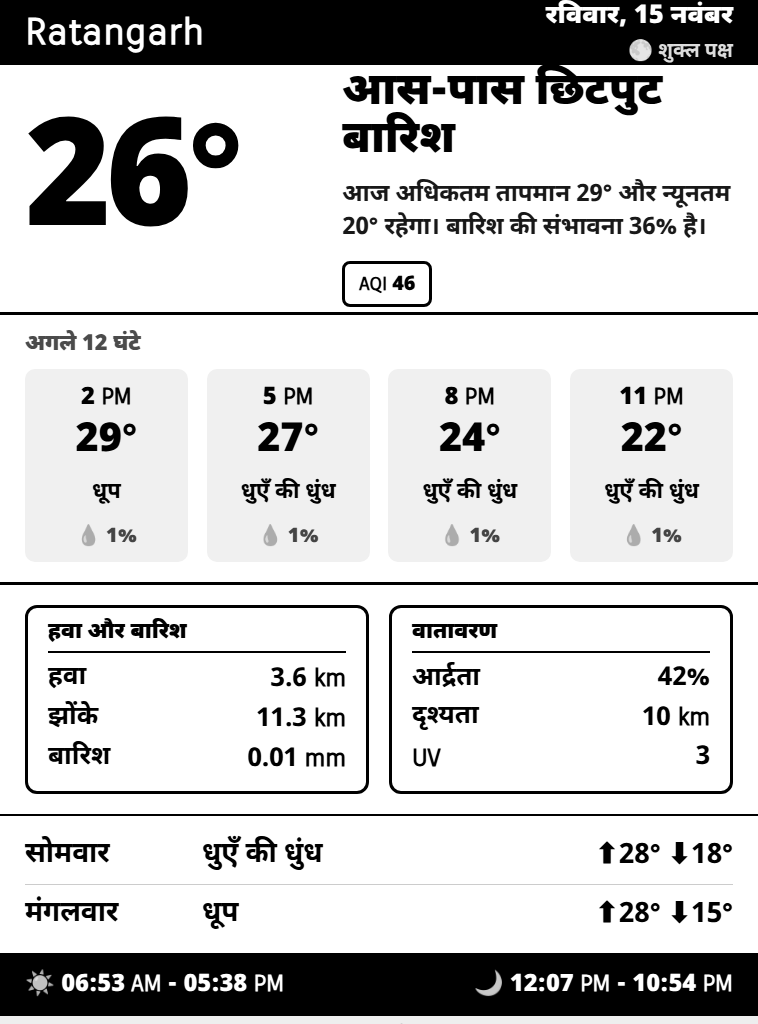 Ratangarh
रविवार, 15 नवंबर
शुक्ल पक्ष
26°
आस-पास छिटपुट
बारिश
आज अधिकतम तापमान 29° और न्यूनतम
20° रहेगा। बारिश की संभावना 36% है।
AQI 46
अगले 12 घंटे
2 PM
29°
धूप
1%
5 PM
27°
धुएँ की धुंध
1%
8 PM
24°
धुएँ की धुंध
1%
11 PM
22°
धुएँ की धुंध
1%
हवा और बारिश
हवा 3.6 km
झोंके 11.3 km
बारिश 0.01 mm
वातावरण
आर्द्रता 42%
दृश्यता 10 km
UV 3
सोमवार धुएँ की धुंध ⬆28° ⬇18°
मंगलवार धूप ⬆28° ⬇15°
06:53 AM - 05:38 PM
12:07 PM - 10:54 PM